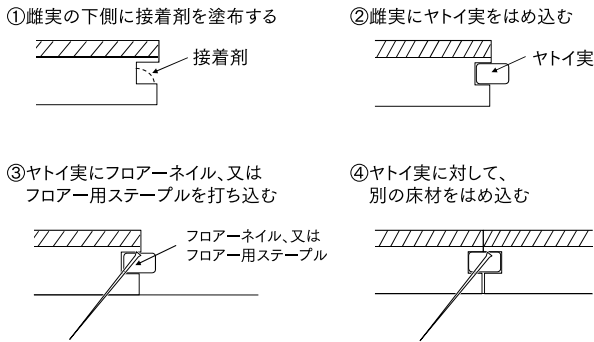 ①雌実の下側に接着剤を塗布する
接着剤
②雌実にヤトイ実をはめ込む
ヤトイ実
③ヤトイ実にフロアーネイル、又は
フロアー用ステープルを打ち込む
フロアーネイル、又は
フロアー用ステープル
④ヤトイ実に対して、
別の床材をはめ込む